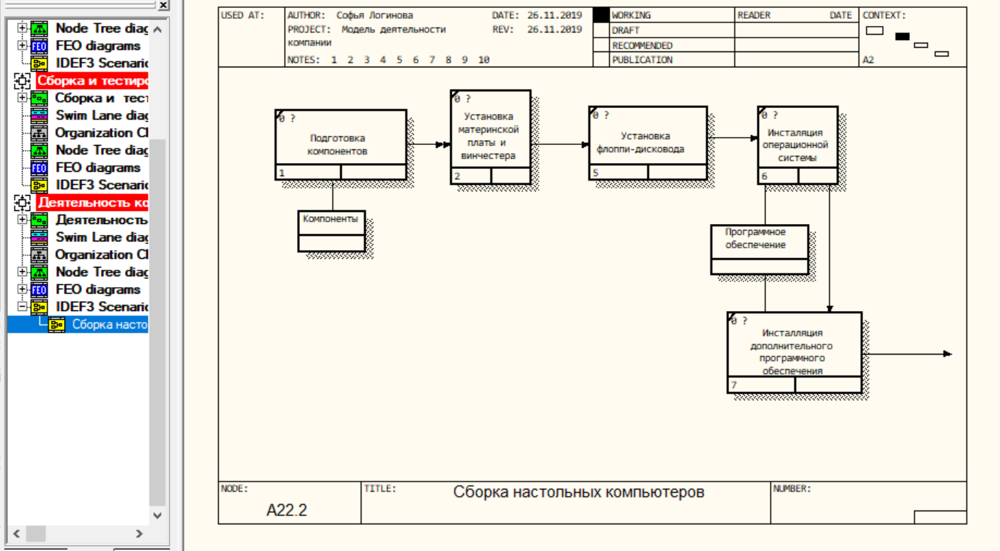 Node Tree diag
FEO diagrams
IDEF3 Scenario
Сборка и тестиро
Сборка и тест
Swim Lane diag
Organization Cl
Node Tree diag
FEO diagrams
IDEF3 Scenario
Деятельность ко
Деятельность
Swim Lane diag
Organization Cl
Node Tree diag
FEO diagrams
IDEF3 Scenario
Сборка насто
USED AT:
AUTHOR: Софья Логинова
DATE: 26.11.2019
PROJECT: Модель деятельности
компании
REV: 26.11.2019
NOTES: 1 2 3 4 5 6 7 8 9 10
WORKING
DRAFT
RECOMMENDED
PUBLICATION
READER DATE
CONTEXT:
A2
0 ?
Подготовка
компонентов
1
Компоненты
0 ?
Установка
материнской
платы и
винчестера
2
0 ?
Установка
флоппи-дисковода
5
0 ?
Инсталяция
операционной
системы
6
Программное
обеспечение
0 ?
Инсталляция
дополнительного
программного
обеспечения
7
NODE:
A22.2
TITLE:
Сборка настольных компьютеров
NUMBER: